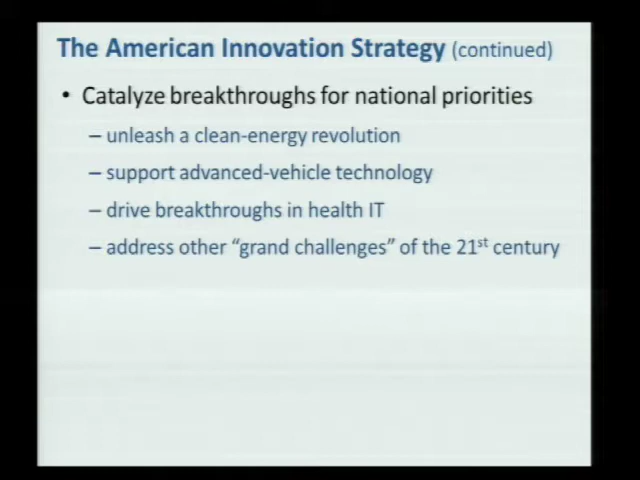 The American Innovation Strategy (continued)
• Catalyze breakthroughs for national priorities
– unleash a clean-energy revolution
– support advanced-vehicle technology
– drive breakthroughs in health IT
– address other “grand challenges” of the 21st century